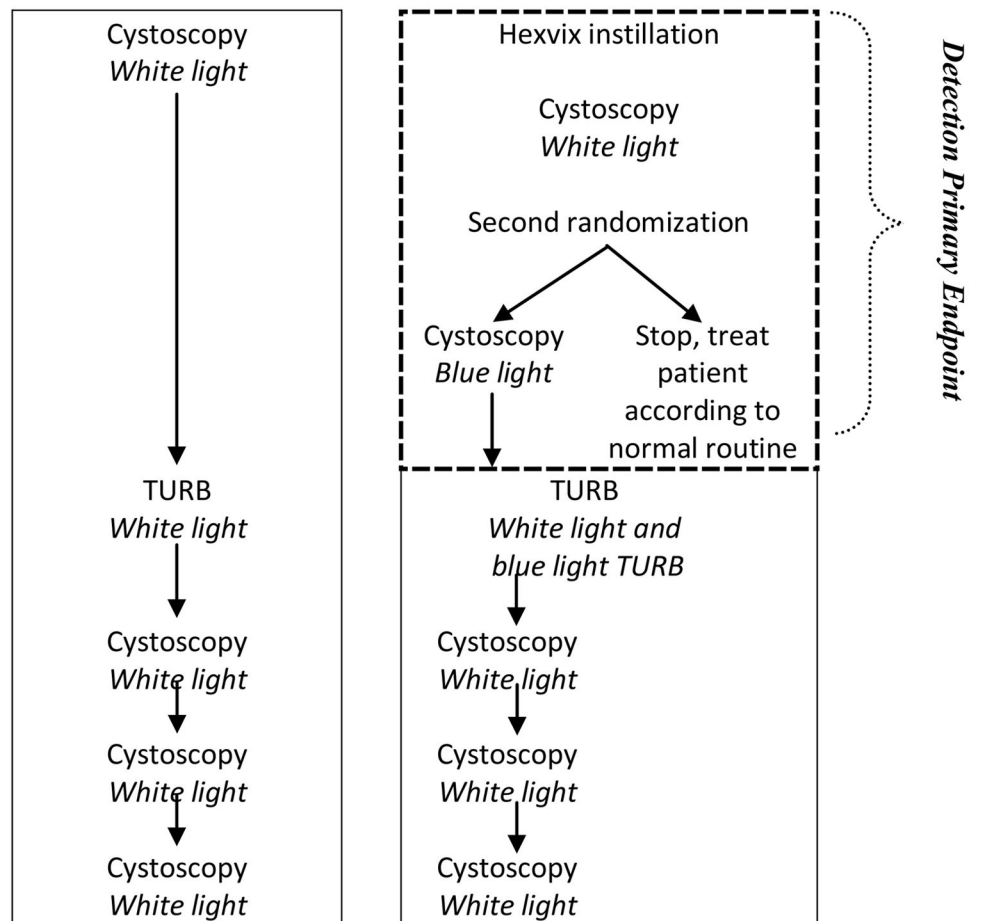 Cystoscopy
White light
TURB
White light
Cystoscopy
White light
Cystoscopy
White light
Cystoscopy
White light
Hexvix instillation
Cystoscopy
White light
Second randomization
Cystoscopy
Blue light
Stop, treat
patient
according to
normal routine
TURB
White light and
blue light TURB
Cystoscopy
White light
Cystoscopy
White light
Cystoscopy
White light
Detection Primary Endpoint